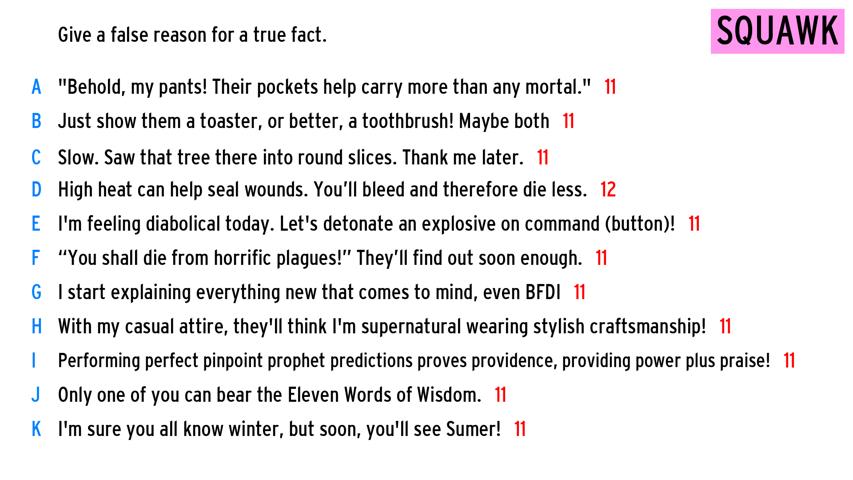 Give a false reason for a true fact.
SQUAWK
A "Behold, my pants! Their pockets help carry more than any mortal." 11
B Just show them a toaster, or better, a toothbrush! Maybe both 11
C Slow. Saw that tree there into round slices. Thank me later. 11
D High heat can help seal wounds. You’ll bleed and therefore die less. 12
E I'm feeling diabolical today. Let's detonate an explosive on command (button)! 11
F “You shall die from horrific plagues!” They’ll find out soon enough. 11
G I start explaining everything new that comes to mind, even BFDI 11
H With my casual attire, they'll think I'm supernatural wearing stylish craftsmanship! 11
I Performing perfect pinpoint prophet predictions proves providence, providing power plus praise! 11
J Only one of you can bear the Eleven Words of Wisdom. 11
K I'm sure you all know winter, but soon, you'll see Sumer! 11